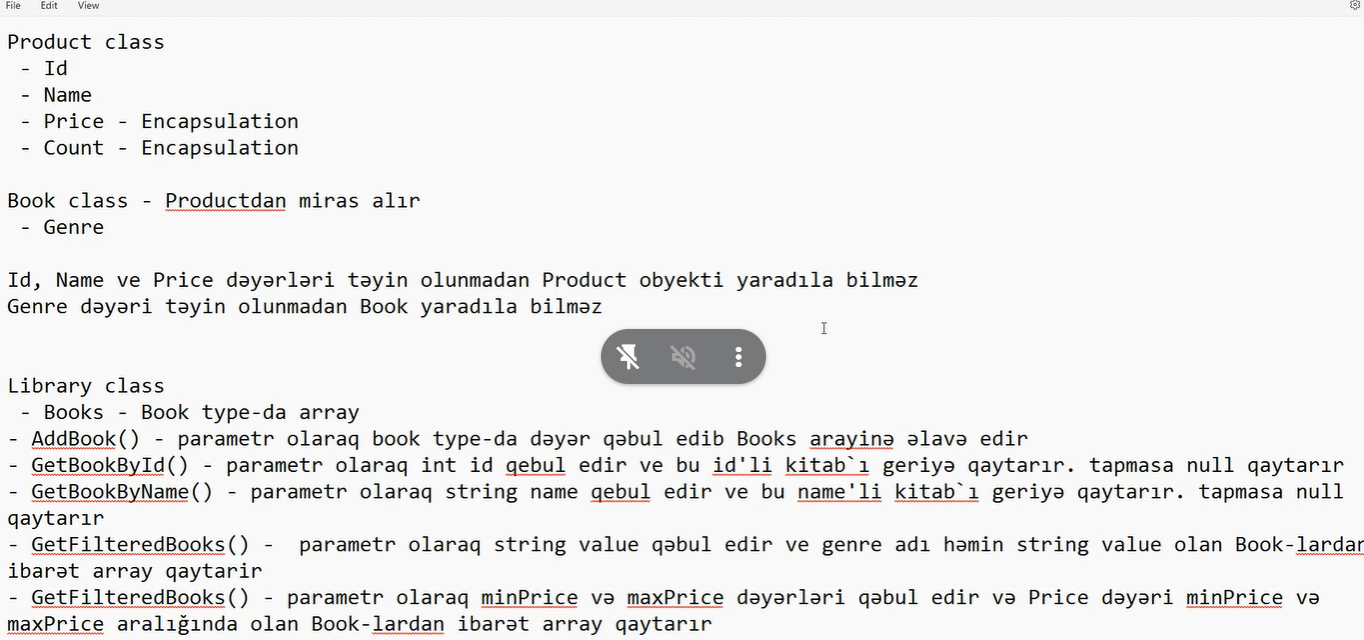 File Edit View
Product class
- Id
- Name
- Price - Encapsulation
- Count - Encapsulation
Book class - Productdan miras alır
- Genre
Id, Name ve Price dəyərləri təyin olunmadan Product obyekti yaradıla bilməz
Genre dəyəri təyin olunmadan Book yaradıla bilməz
Library class
- Books - Book type-da array
- AddBook() - parametr olaraq book type-da dəyər qəbul edib Books arayinə əlavə edir
- GetBookById() - parametr olaraq int id qebul edir ve bu id'li kitab`ı geriyə qaytarır. tapmasa null qaytarır
- GetBookByName() - parametr olaraq string name qebul edir ve bu name'li kitab`ı geriyə qaytarır. tapmasa null
qaytarır
- GetFilteredBooks() -  parametr olaraq string value qəbul edir ve genre adı həmin string value olan Book-lardan
ibarət array qaytarir
- GetFilteredBooks() - parametr olaraq minPrice və maxPrice dəyərləri qəbul edir və Price dəyəri minPrice və
maxPrice aralığında olan Book-lardan ibarət array qaytarır